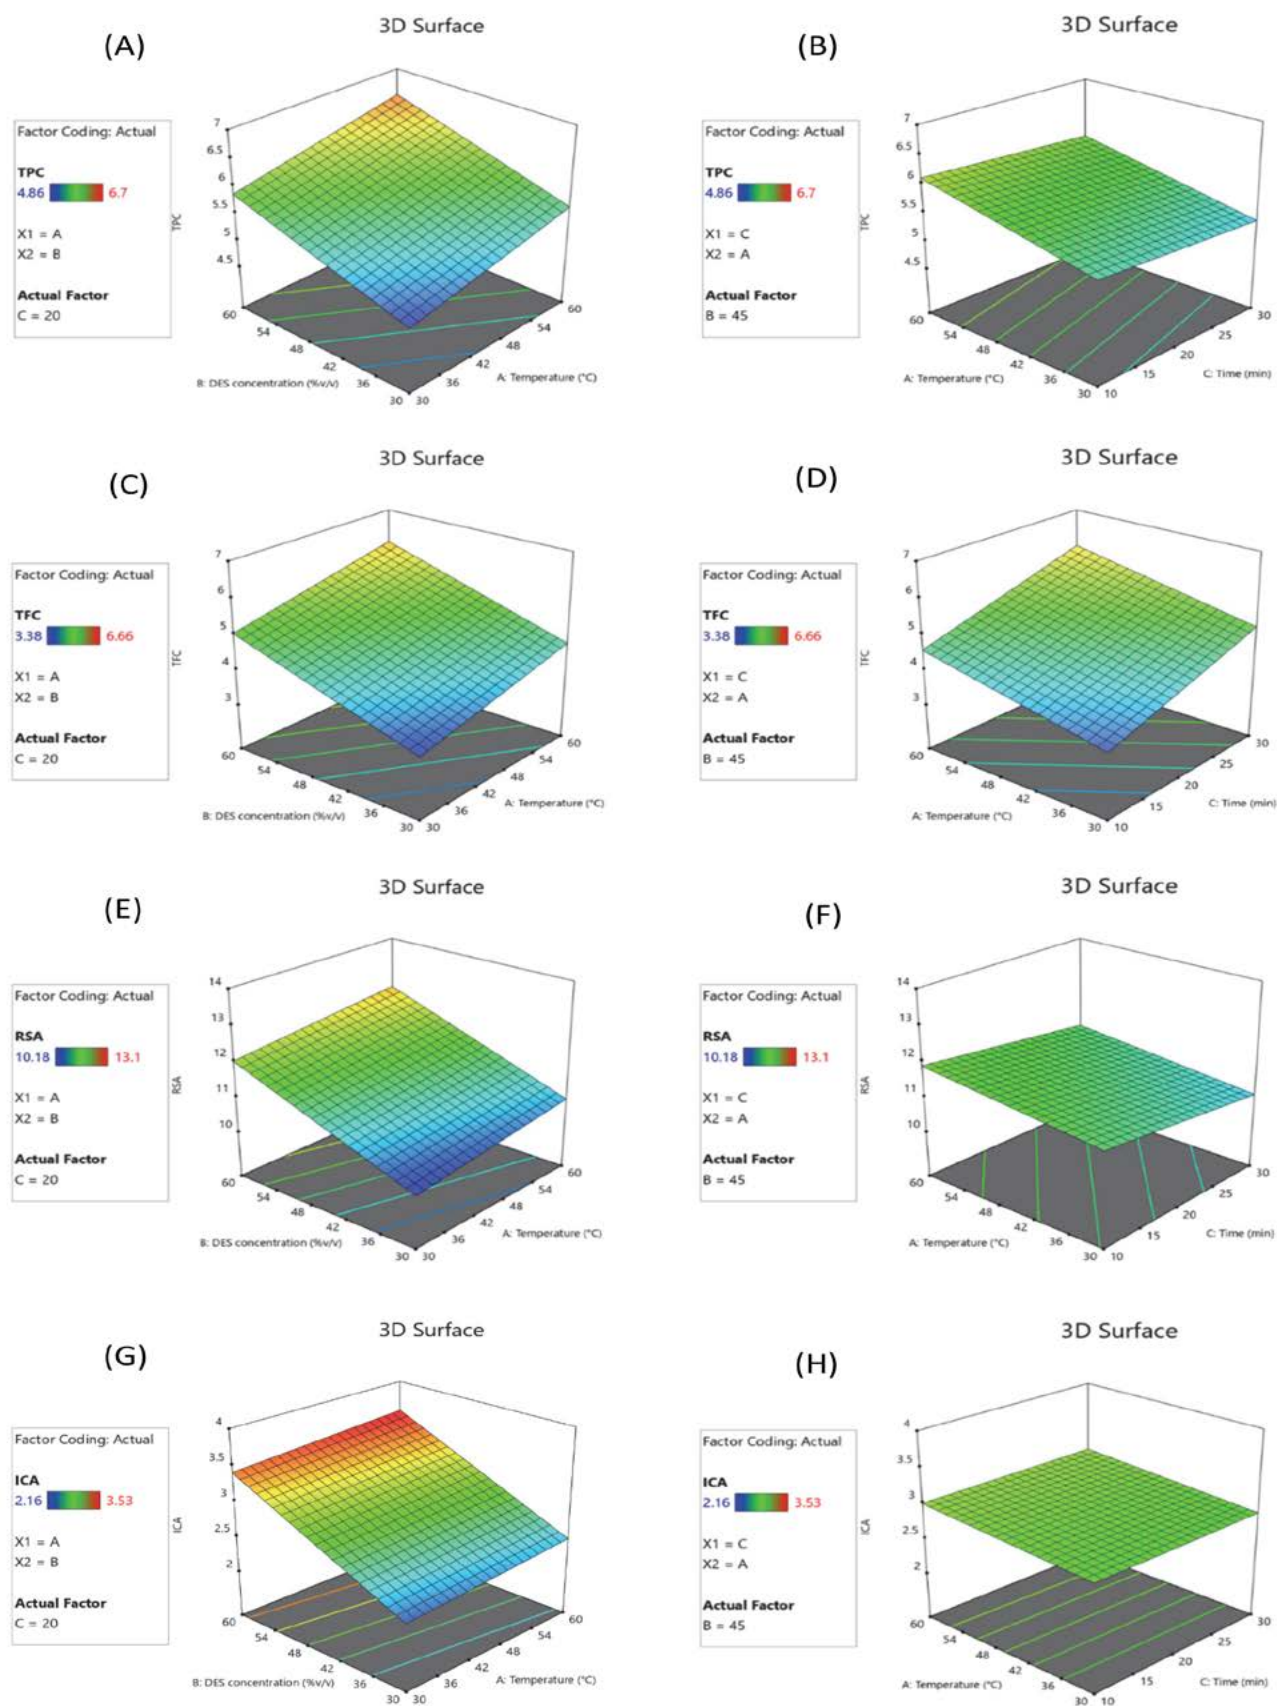 3D Surface
(A)
Factor Coding: Actual
TPC
4.86 6.7
X1 = A
X2 = B
Actual Factor
C = 20
TPC
7
6.5
6
5.5
5
4.5
60
54
48
42
36
30
B: DES concentration (%v/v)
30
36
42
48
54
60
A: Temperature (°C)
3D Surface
(B)
Factor Coding: Actual
TPC
4.86 6.7
X1 = C
X2 = A
Actual Factor
B = 45
TPC
7
6.5
6
5.5
5
4.5
60
54
48
42
36
30
A: Temperature (°C)
10
15
20
25
30
C: Time (min)
3D Surface
(C)
Factor Coding: Actual
TFC
3.38 6.66
X1 = A
X2 = B
Actual Factor
C = 20
TFC
7
6
5
4
3
60
54
48
42
36
30
B: DES concentration (%v/v)
30
36
42
48
54
60
A: Temperature (°C)
3D Surface
(D)
Factor Coding: Actual
TFC
3.38 6.66
X1 = C
X2 = A
Actual Factor
B = 45
TFC
7
6
5
4
3
60
54
48
42
36
30
A: Temperature (°C)
10
15
20
25
30
C: Time (min)
3D Surface
(E)
Factor Coding: Actual
RSA
10.18 13.1
X1 = A
X2 = B
Actual Factor
C = 20
RSA
14
13
12
11
10
60
54
48
42
36
30
B: DES concentration (%v/v)
30
36
42
48
54
60
A: Temperature (°C)
3D Surface
(F)
Factor Coding: Actual
RSA
10.18 13.1
X1 = C
X2 = A
Actual Factor
B = 45
RSA
14
13
12
11
10
60
54
48
42
36
30
A: Temperature (°C)
10
15
20
25
30
C: Time (min)
3D Surface
(G)
Factor Coding: Actual
ICA
2.16 3.53
X1 = A
X2 = B
Actual Factor
C = 20
ICA
4
3.5
3
2.5
2
60
54
48
42
36
30
B: DES concentration (%v/v)
30
36
42
48
54
60
A: Temperature (°C)
3D Surface
(H)
Factor Coding: Actual
ICA
2.16 3.53
X1 = C
X2 = A
Actual Factor
B = 45
ICA
4
3.5
3
2.5
2
60
54
48
42
36
30
A: Temperature (°C)
10
15
20
25
30
C: Time (min)